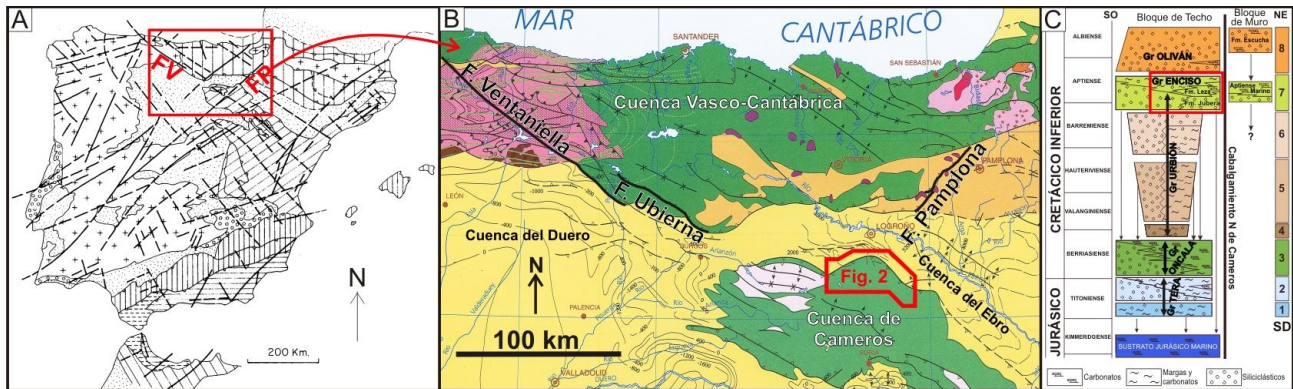 A
FV
FP
N
200 Km.
B
MAR
CANTÁBRICO
SANTANDER
SAN SEBASTIÁN
Cuenca Vasco-Cantábrica
F. Ventaniella
VITORIA
PAMPLONA
LEÓN
F. Ubierna
F. Pamplona
Cuenca del Duero
BURGOS
LOGROÑO
N
Fig. 2
Cuenca del Ebro
PALENCIA
100 km
Cuenca de
Cameros
SORIA
VALLADOLID
C
SO
Bloque de Techo
Bloque
de Muro
NE
ALBIENSE
Gr OLIVÁN
Fm. Escucha
8
APTIENSE
Gr ENCISO
Fm. Leza
Fm. Jubera
Aptiense
Marino
7
?
BARREMIENSE
6
CRETÁCICO INFERIOR
HAUTERIVIENSE
Gr URBIÓN
5
VALANGINIENSE
4
Cabalgamiento N de Cameros
BERRIASIENSE
Gr ONCALA
3
JURÁSICO
TITONIENSE
Gr TERA
2
1
SD
KIMMERIDGIENSE
SUSTRATO JURÁSICO MARINO
Carbonatos
Margas y
carbonatos
Siliciclásticos